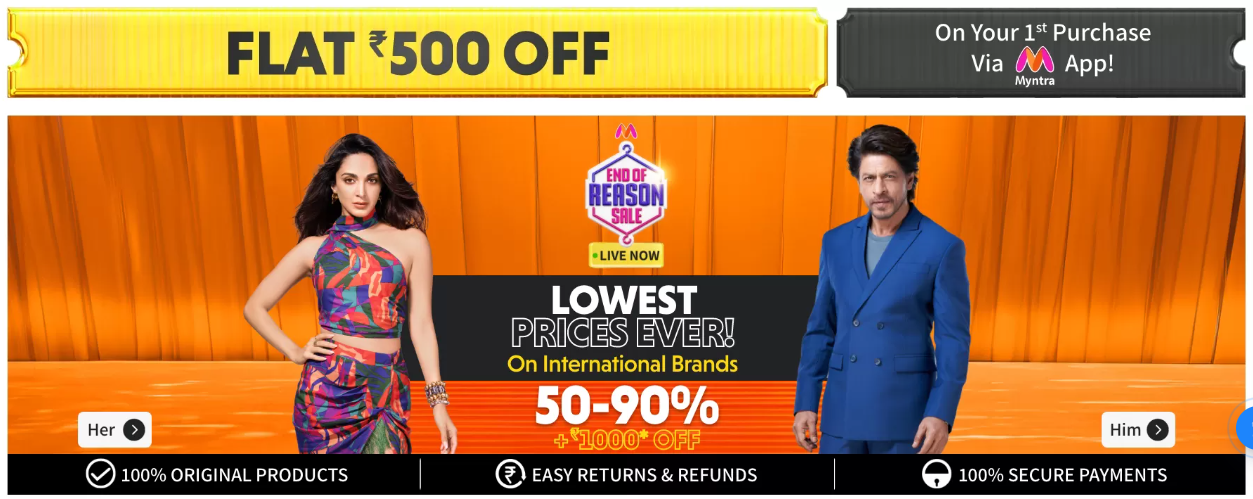 FLAT ₹500 OFF
On Your 1st Purchase
Via Myntra App!
END OF
REASON
SALE
LIVE NOW
LOWEST
PRICES EVER!
On International Brands
50-90%
+₹1000* OFF
Her
Him
100% ORIGINAL PRODUCTS
EASY RETURNS & REFUNDS
100% SECURE PAYMENTS